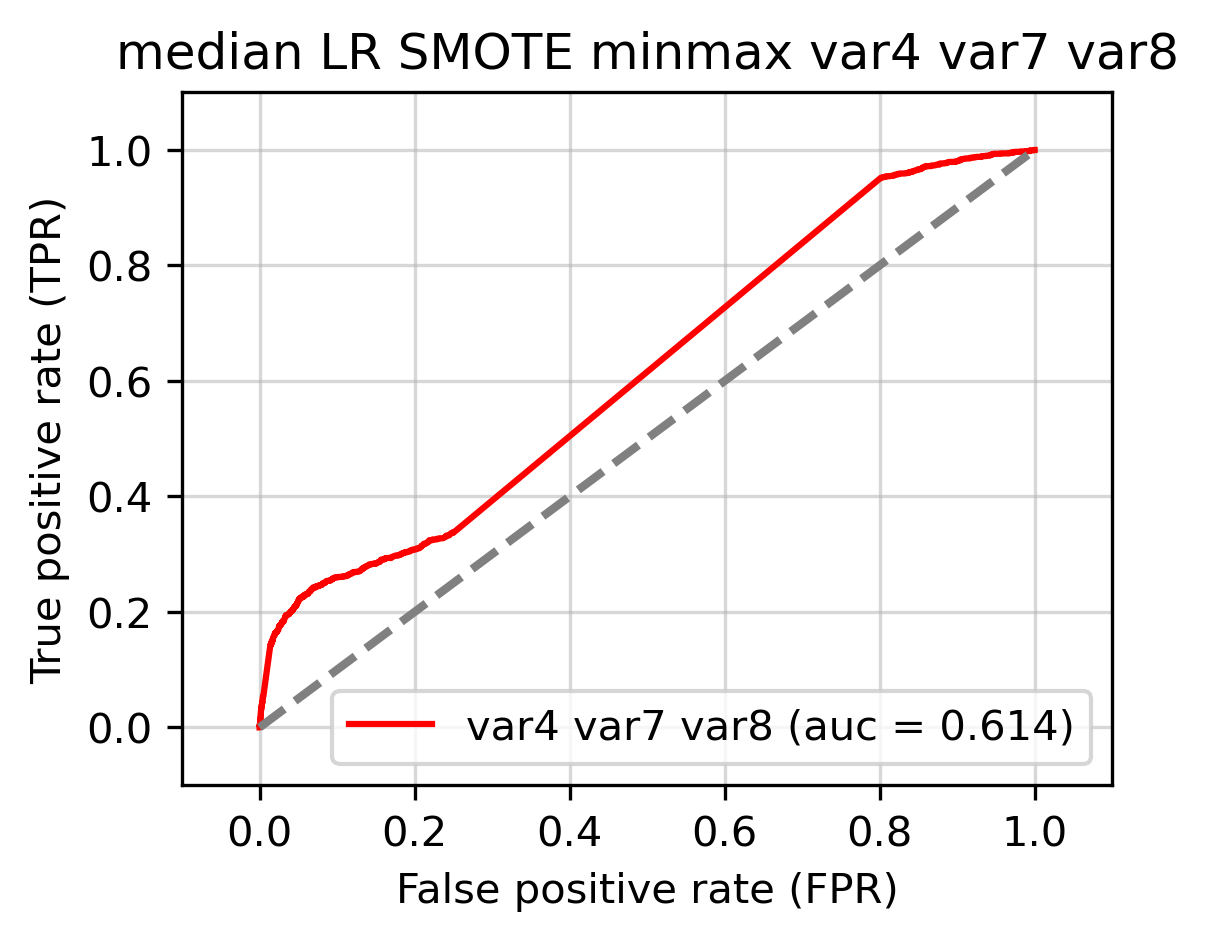 median LR SMOTE minmax var4 var7 var8
True positive rate (TPR)
1.0
0.8
0.6
0.4
0.2
0.0
var4 var7 var8 (auc = 0.614)
0.0 0.2 0.4 0.6 0.8 1.0
False positive rate (FPR)